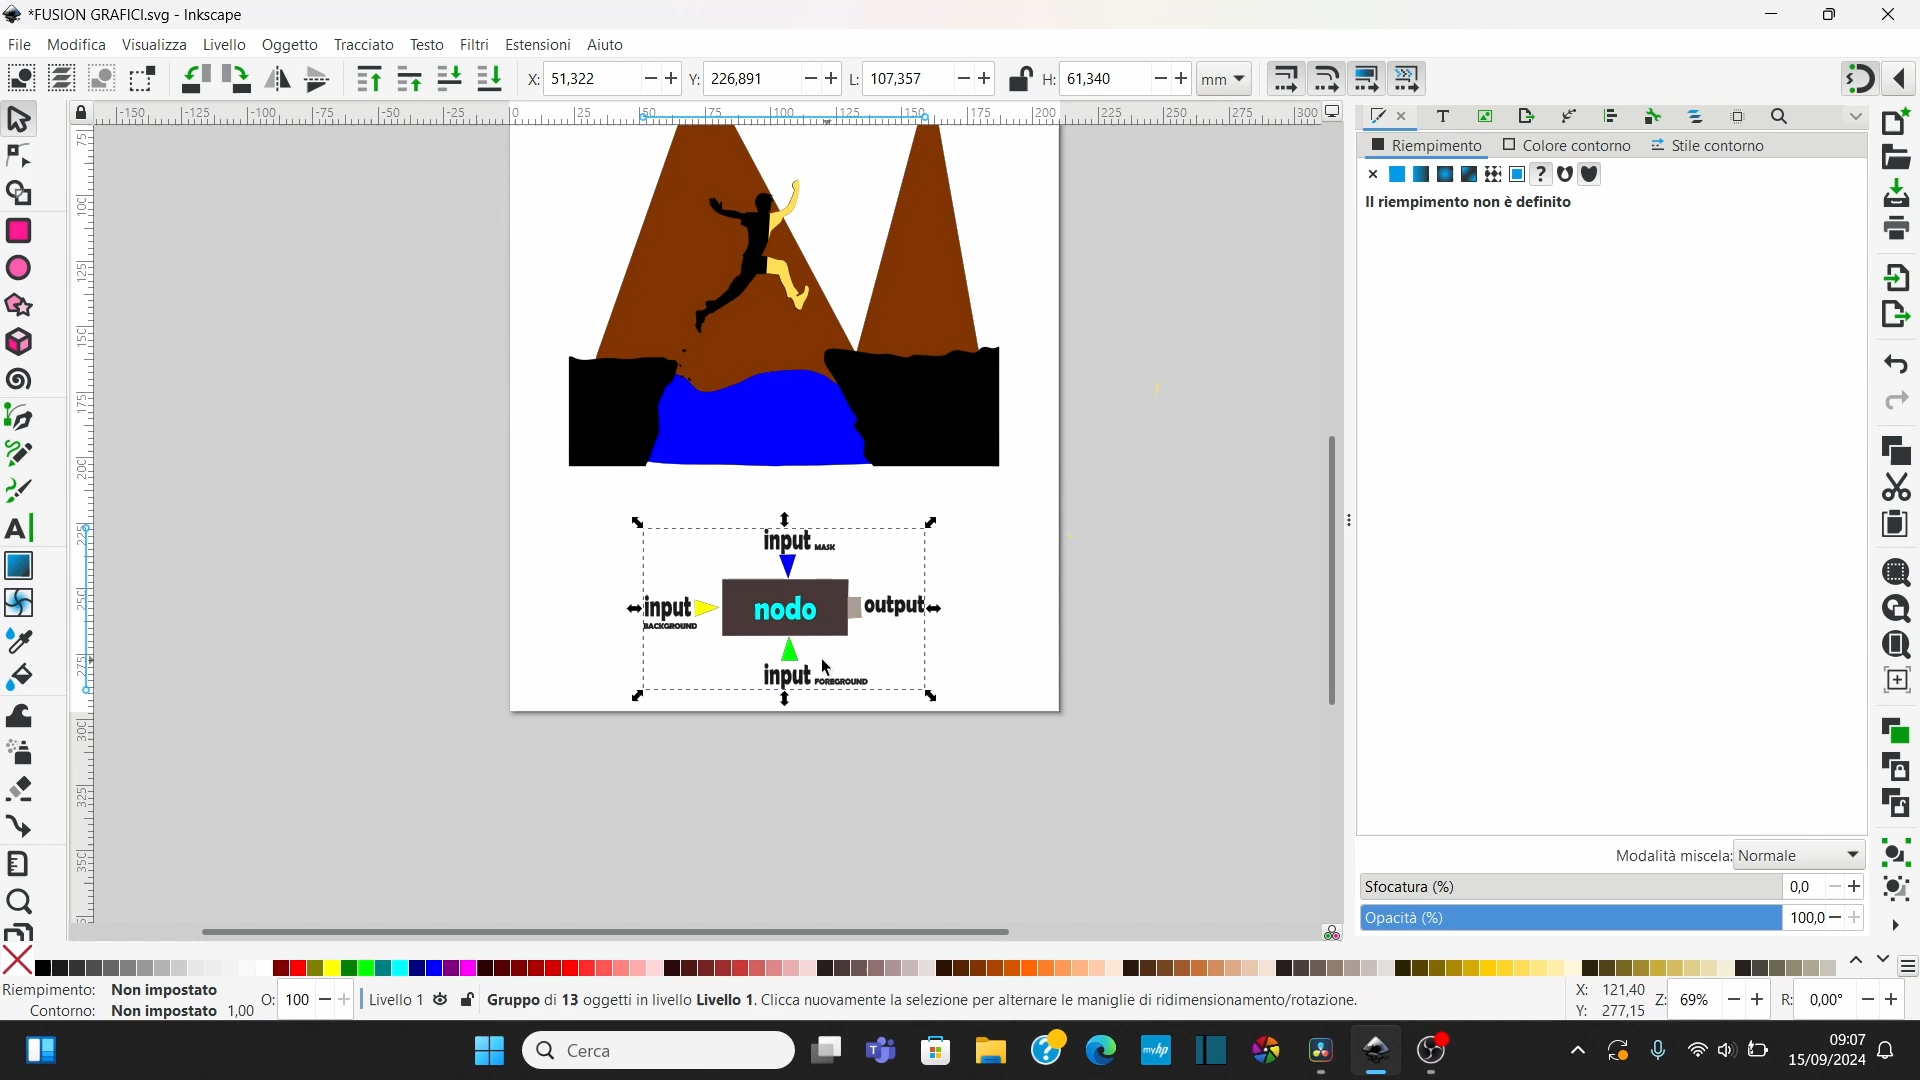 *FUSION GRAFICI.svg - Inkscape
File Modifica Visualizza Livello Oggetto Tracciato Testo Filtri Estensioni Aiuto
X: 51,322 Y: 226,891 L: 107,357 H: 61,340 mm
Riempimento Colore contorno Stile contorno
Il riempimento non è definito
input MASK
input BACKGROUND
nodo
output
input FOREGROUND
Modalità miscela: Normale
Sfocatura (%) 0,0
Opacità (%) 100,0
Riempimento: Non impostato
Contorno: Non impostato 1,00
O: 100
Livello 1
Gruppo di 13 oggetti in livello Livello 1. Clicca nuovamente la selezione per alternare le maniglie di ridimensionamento/rotazione.
X: 121,40
Y: 277,15
Z: 69%
R: 0,00°
Cerca
myhp
09:07
15/09/2024